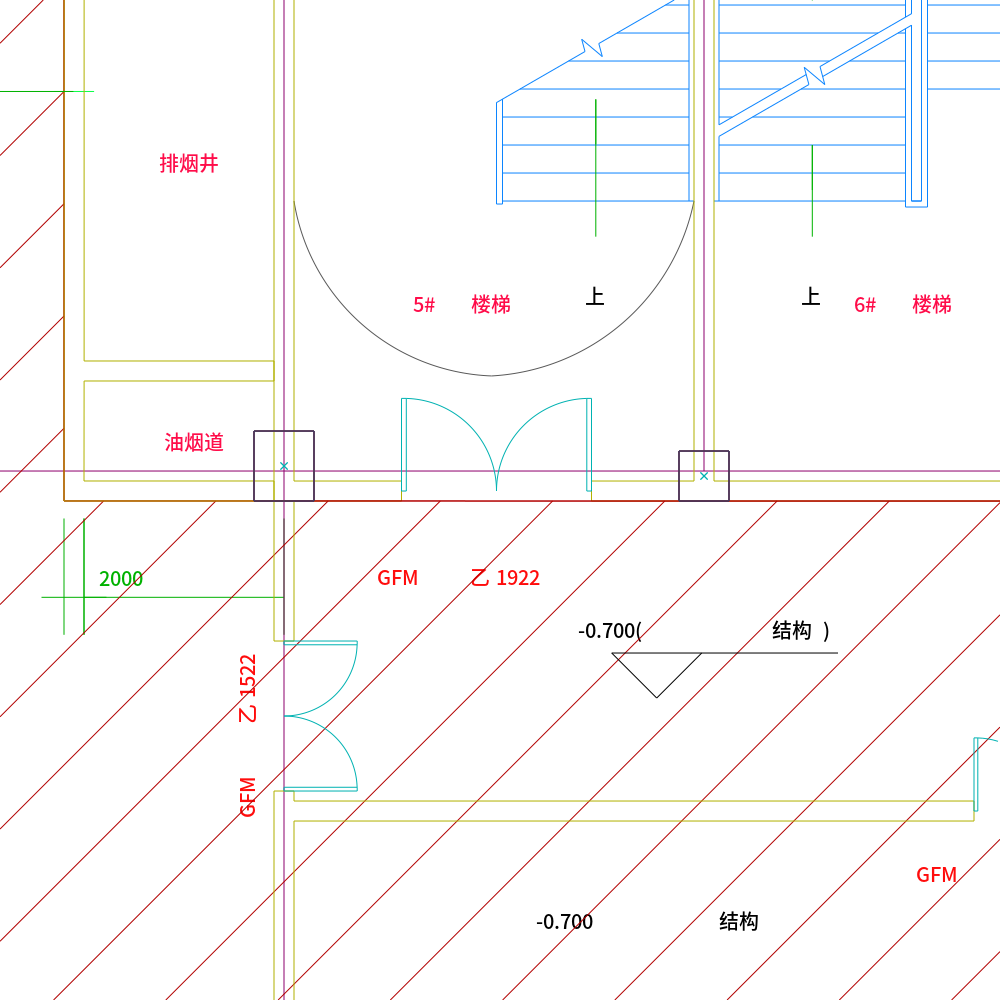 排烟井
5# 楼梯
上
上
6# 楼梯
油烟道
2000
GFM 乙 1922
-0.700( 结构 )
GFM 乙 1522
GFM
-0.700 结构